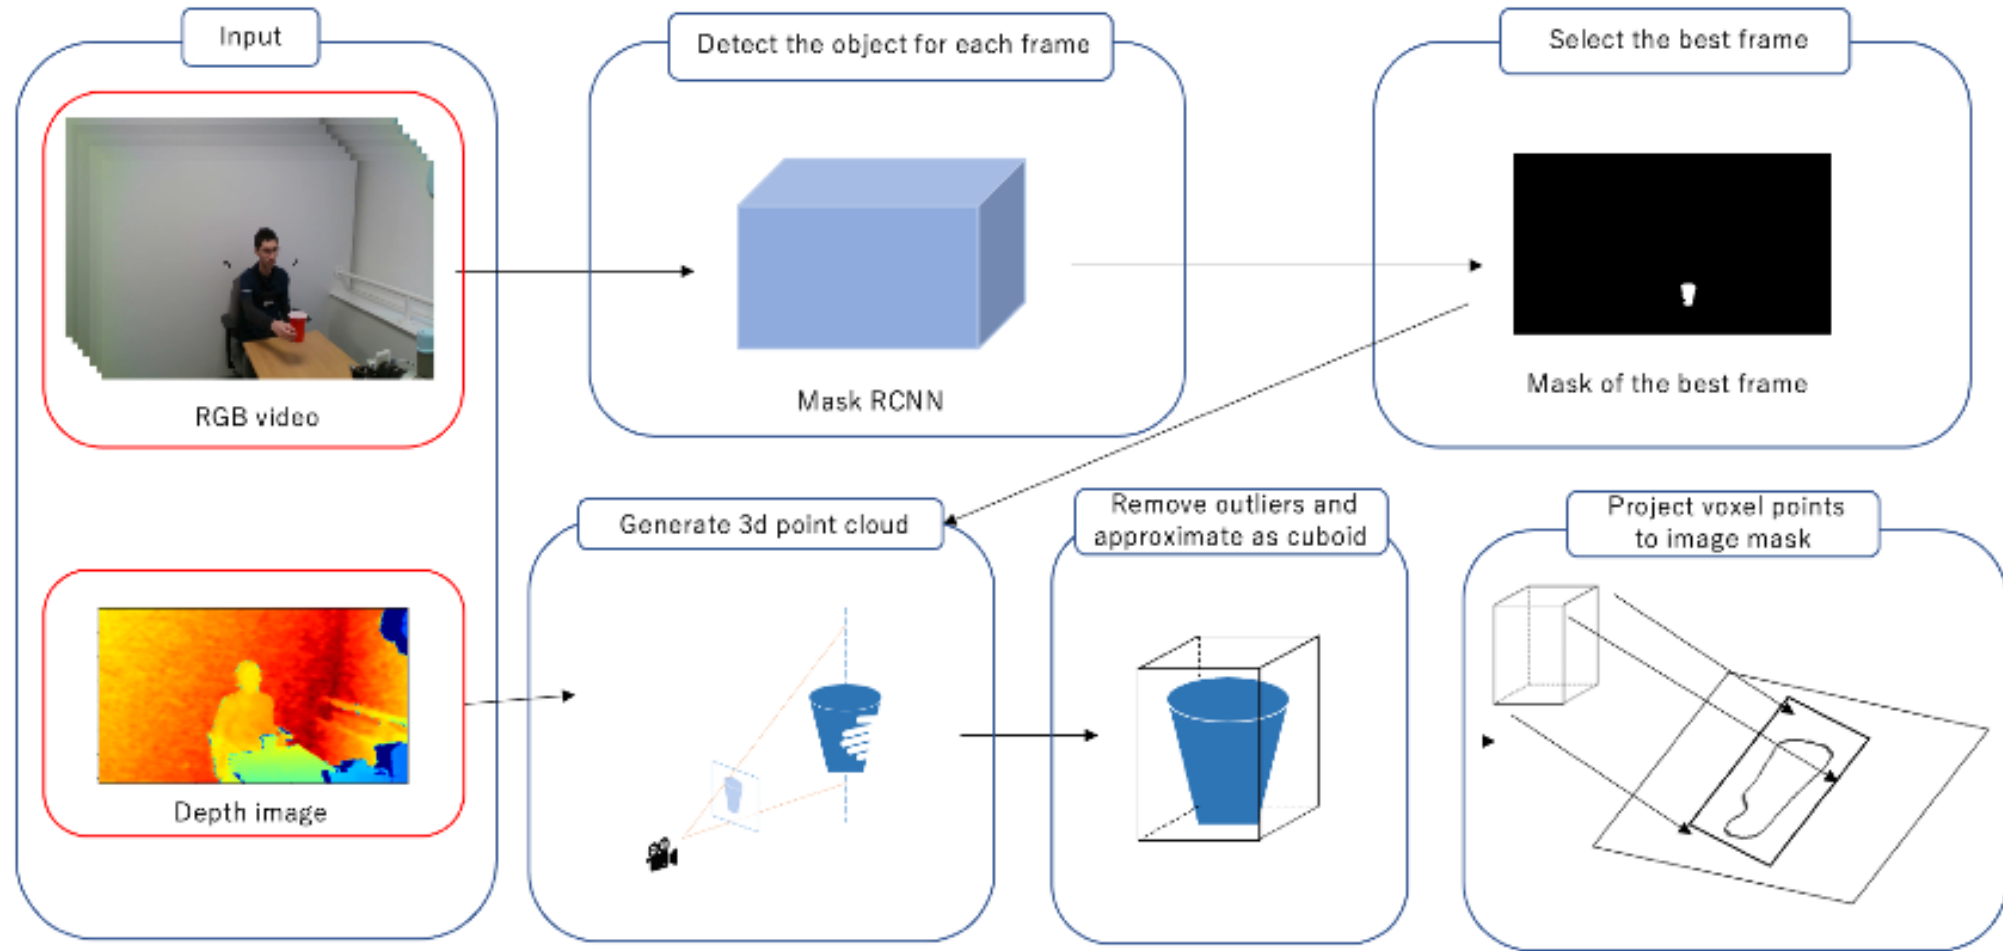 Input
Detect the object for each frame
Select the best frame
RGB video
Mask RCNN
Mask of the best frame
Generate 3d point cloud
Remove outliers and
approximate as cuboid
Project voxel points
to image mask
Depth image